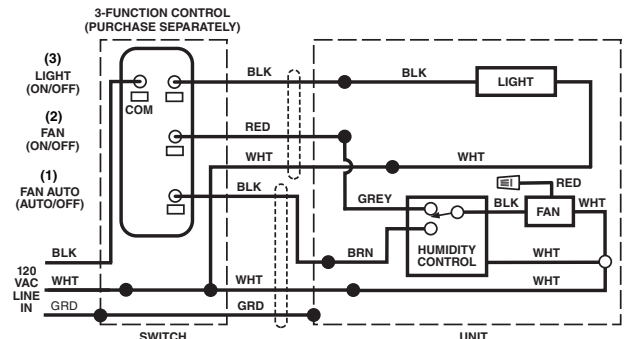 3-FUNCTION CONTROL
(PURCHASE SEPARATELY)
(3)
LIGHT
(ON/OFF)
COM
BLK
BLK
LIGHT
(2)
FAN
(ON/OFF)
RED
WHT
WHT
(1)
FAN AUTO
(AUTO/OFF)
BLK
GREY
RED
BLK
FAN
WHT
BRN
HUMIDITY
CONTROL
WHT
BLK
120
VAC
LINE
IN
WHT
WHT
WHT
GRD
GRD
SWITCH
UNIT